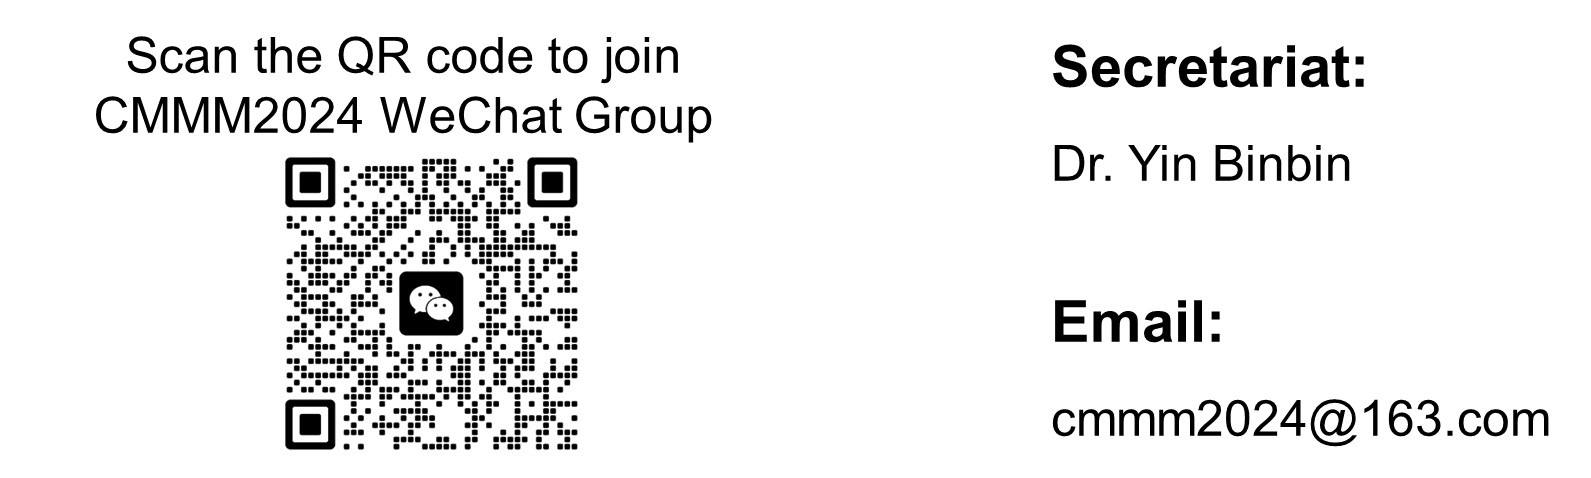 Scan the QR code to join
CMMM2024 WeChat Group
Secretariat:
Dr. Yin Binbin
Email:
cmmm2024@163.com